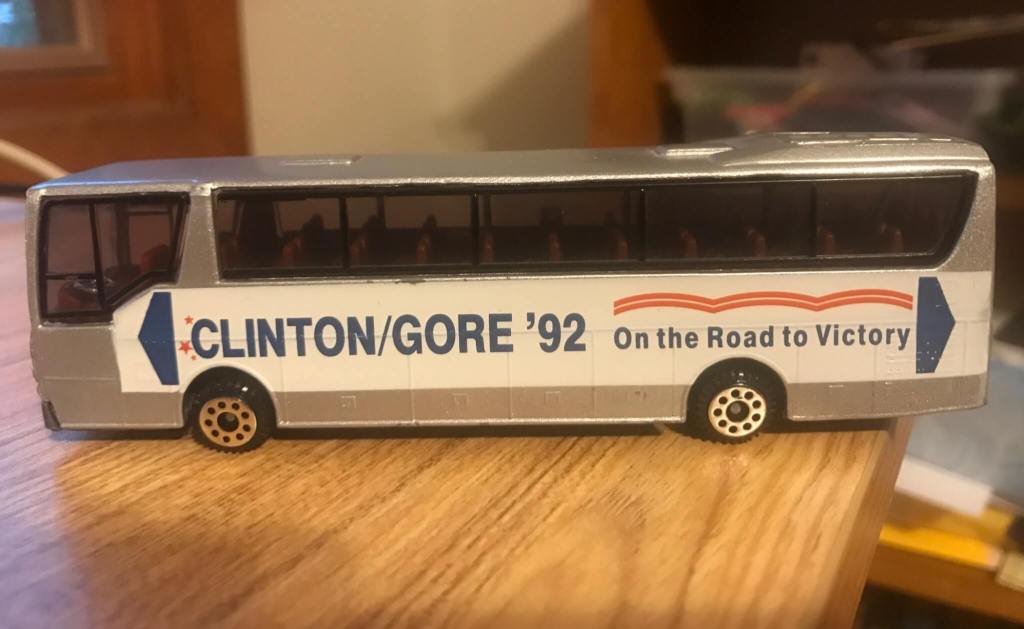 CLINTON/GORE ’92
On the Road to Victory